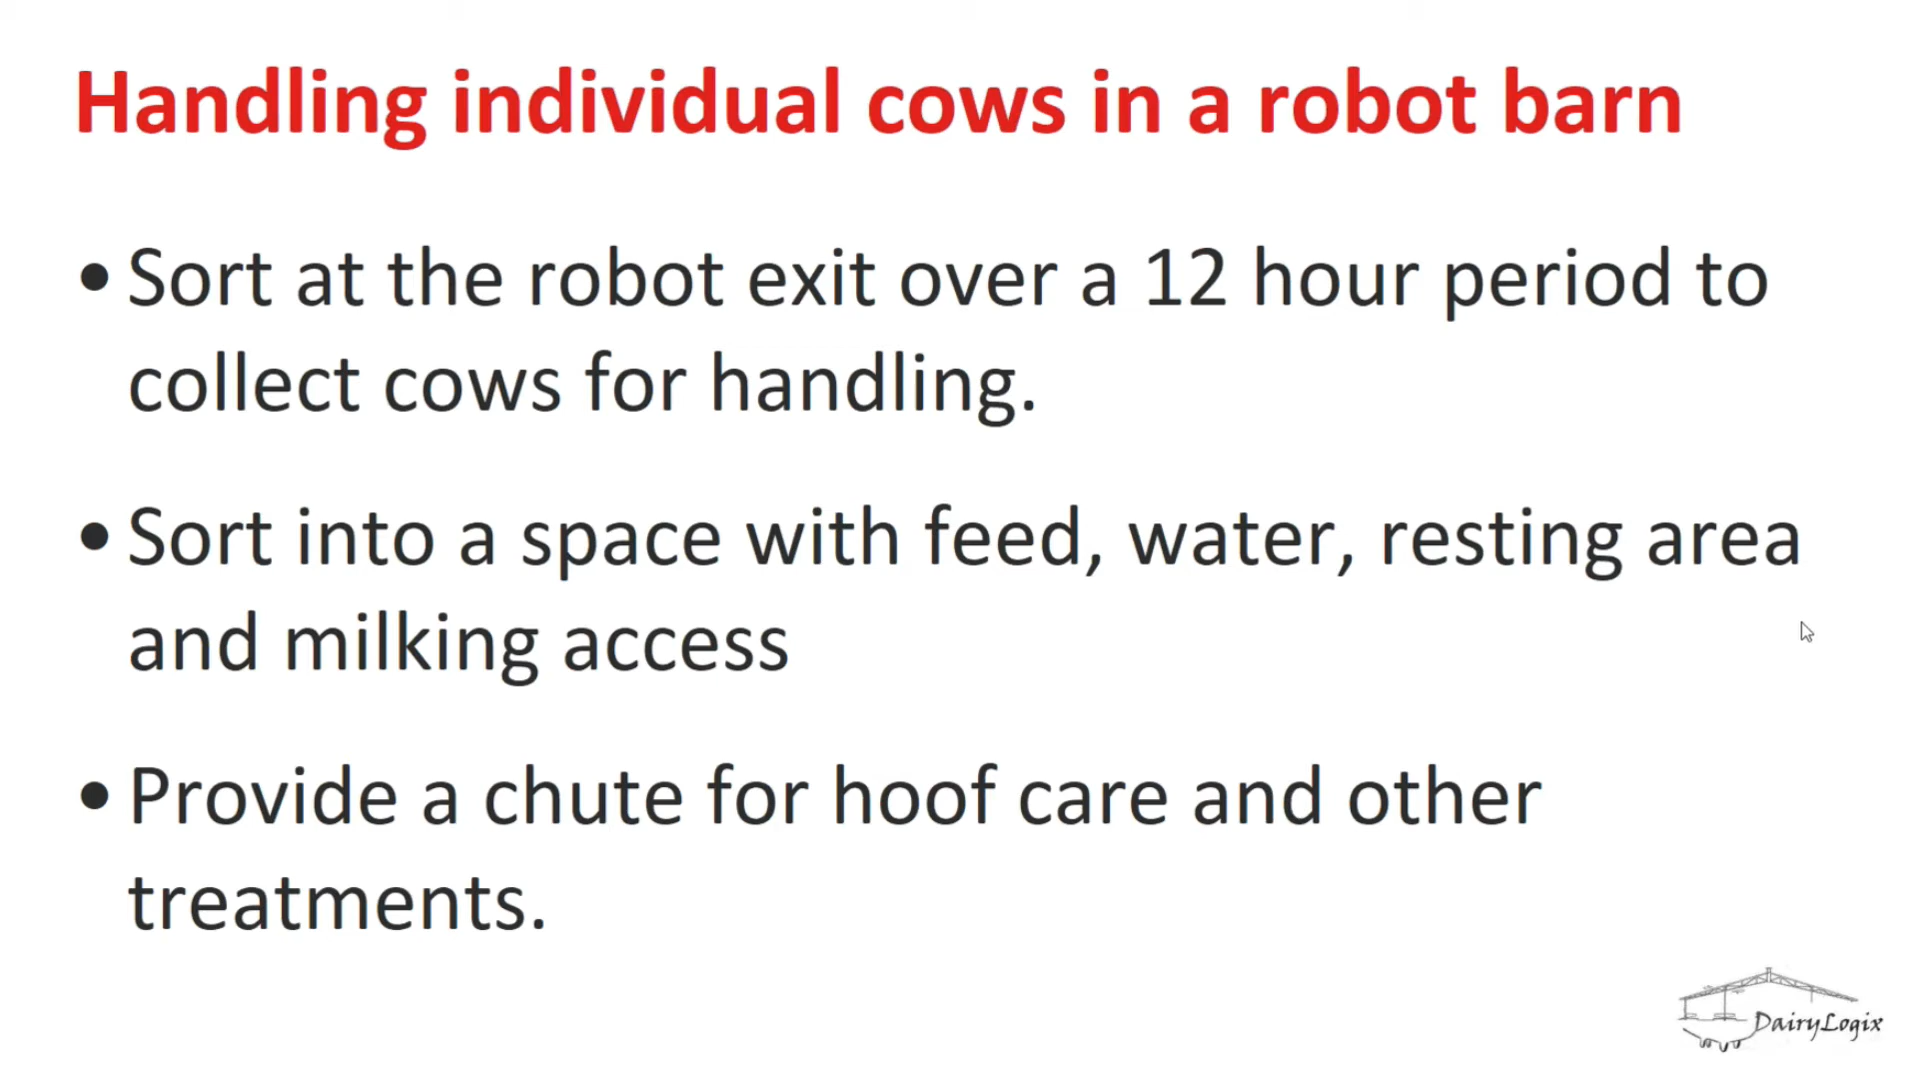 Handling individual cows in a robot barn
• Sort at the robot exit over a 12 hour period to
collect cows for handling.
• Sort into a space with feed, water, resting area
and milking access
• Provide a chute for hoof care and other
treatments.
DairyLogix